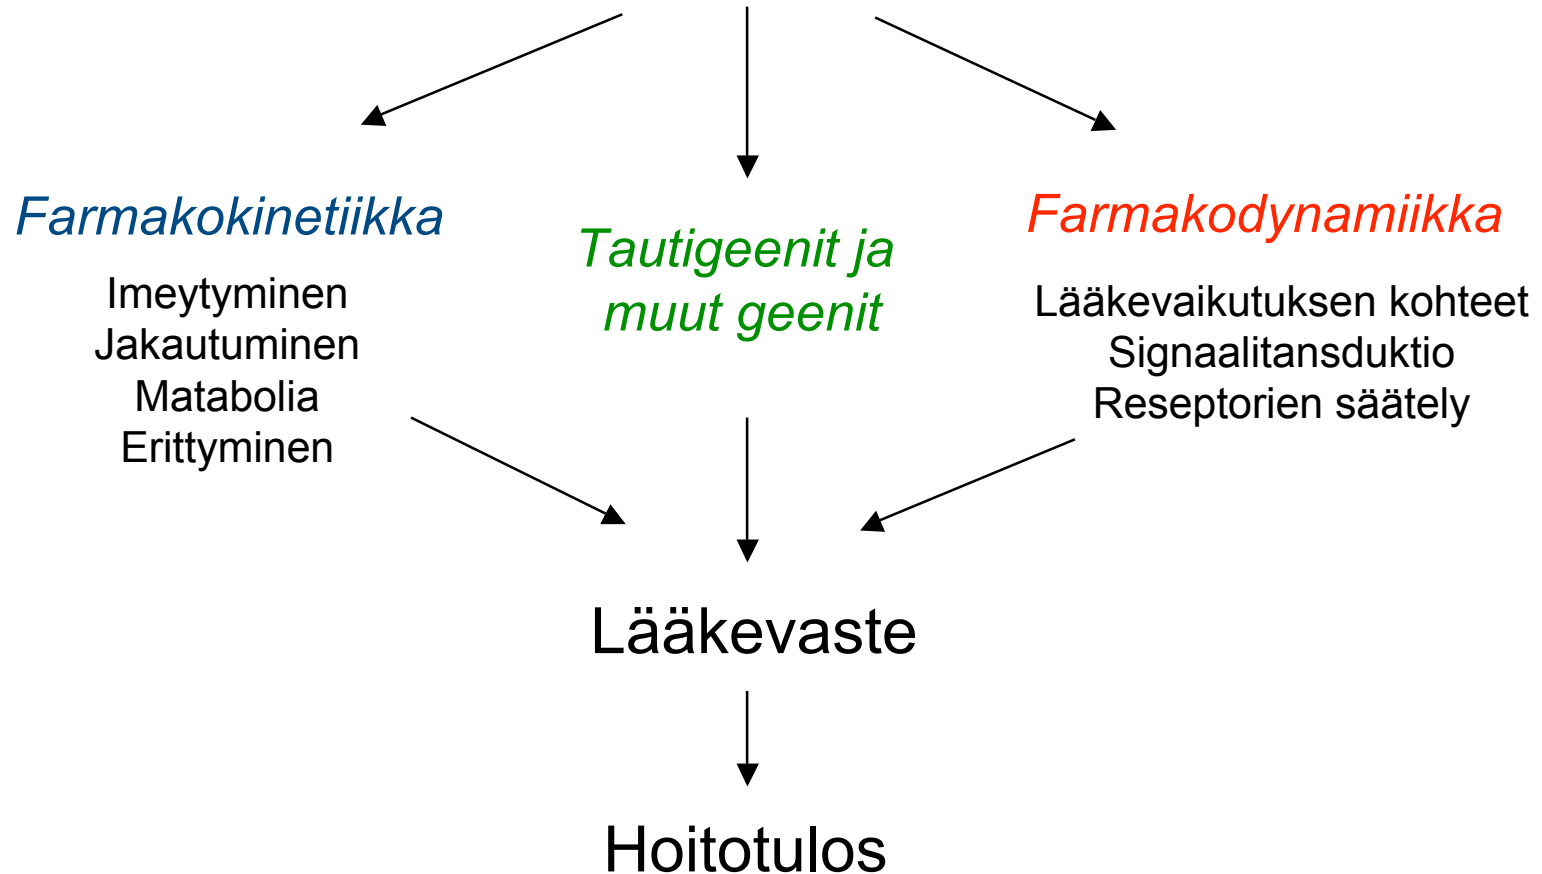 Farmakokinetiikka
Imeytyminen
Jakautuminen
Matabolia
Erittyminen
Tautigeenit ja
muut geenit
Farmakodynamiikka
Lääkevaikutuksen kohteet
Signaalitansduktio
Reseptorien säätely
Lääkevaste
Hoitotulos